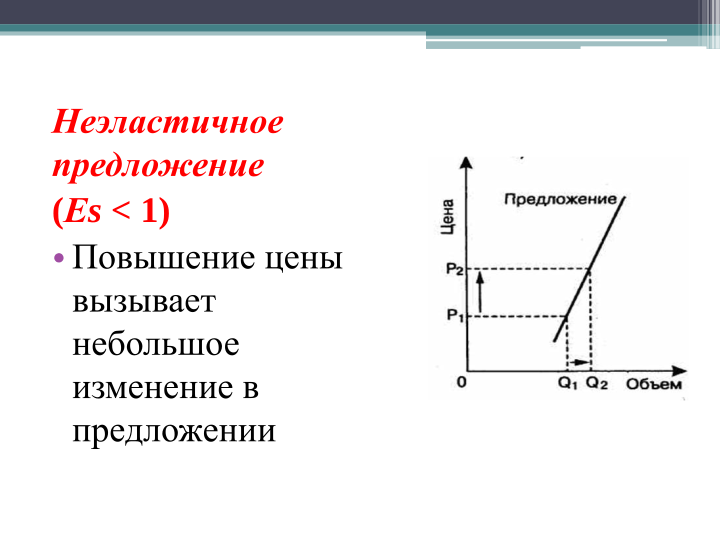 Неэластичное
предложение
(Es < 1)
• Повышение цены
вызывает
небольшое
изменение в
предложении
Цена
Предложение
P2
P1
0
Q1 Q2 Объем